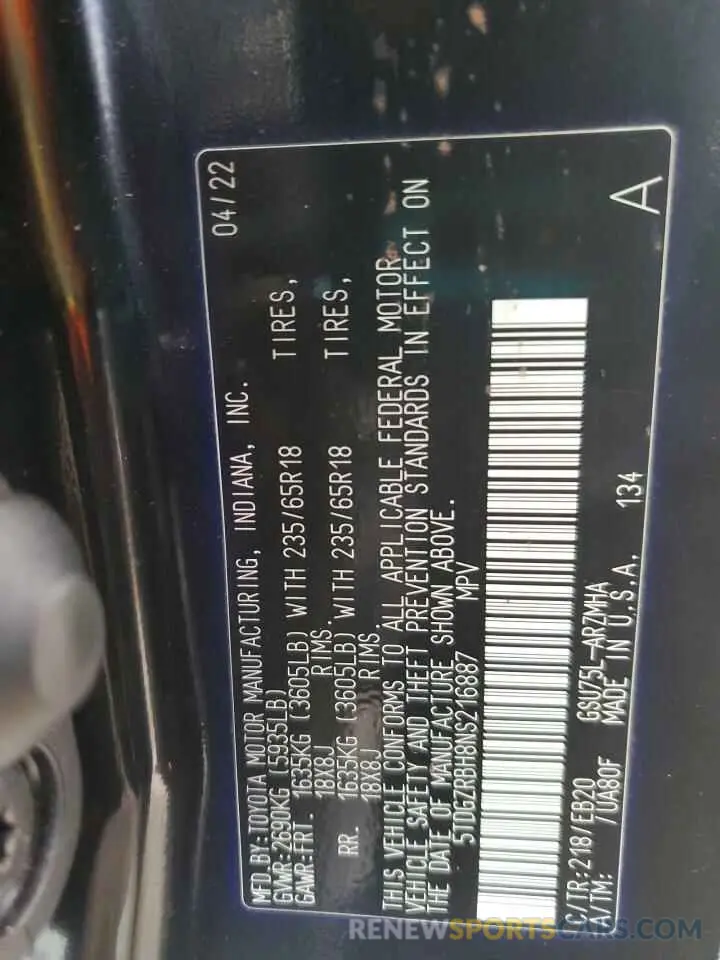 MFD.BY:TOYOTA MOTOR MANUFACTURING, INDIANA, INC. 04/22
GVWR:2690KG (5935LB)
GAWR:FRT. 1635KG (3605LB) WITH 235/65R18 TIRES,
18X8J RIMS.
RR. 1635KG (3605LB) WITH 235/65R18 TIRES,
18X8J RIMS.
THIS VEHICLE CONFORMS TO ALL APPLICABLE FEDERAL MOTOR
VEHICLE SAFETY AND THEFT PREVENTION STANDARDS IN EFFECT ON
THE DATE OF MANUFACTURE SHOWN ABOVE.
5TDGZRBH8NS216887 MPV
C/TR:218/EB20 GSU75L-ARZMHA A
A/TM: /UA80F MADE IN U.S.A. 134
RENEWSPORTSCARS.COM